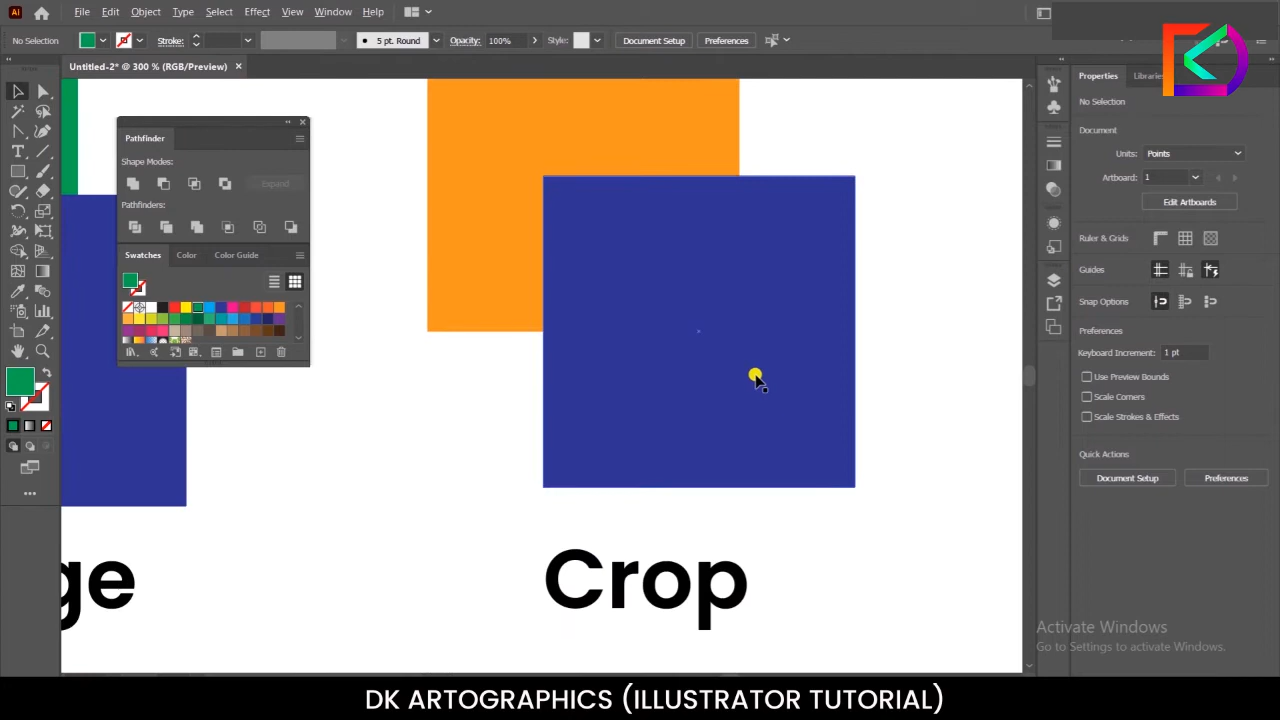 File Edit Object Type Select Effect View Window Help
No Selection Stroke: 5 pt. Round Opacity: 100% Style: Document Setup Preferences
Untitled-2* @ 300 % (RGB/Preview) ×
Properties Libraries
No Selection
Document
Units: Points
Artboard: 1
Edit Artboards
Ruler & Grids
Guides
Snap Options
Preferences
Keyboard Increment: 1 pt
Use Preview Bounds
Scale Corners
Scale Strokes & Effects
Quick Actions
Document Setup Preferences
Pathfinder
Shape Modes:
Expand
Pathfinders:
Swatches Color Color Guide
ge
Crop
Activate Windows
Go to Settings to activate Windows.
DK ARTOGRAPHICS (ILLUSTRATOR TUTORIAL)